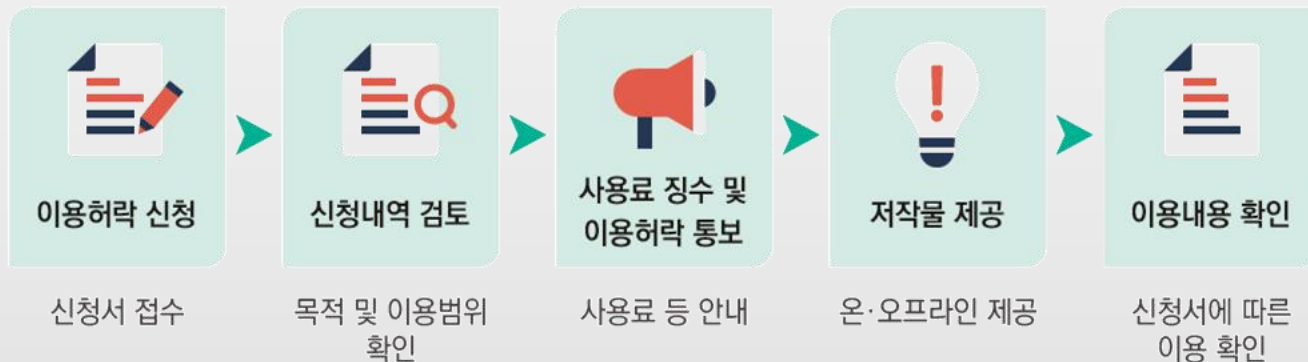 이용허락 신청
신청내역 검토
사용료 징수 및
이용허락 통보
저작물 제공
이용내용 확인
신청서 접수
목적 및 이용범위
확인
사용료 등 안내
온·오프라인 제공
신청서에 따른
이용 확인